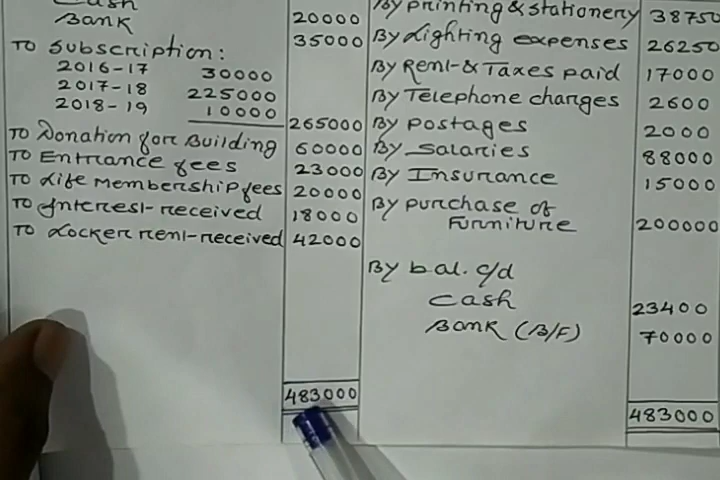 Cash
Bank
20000
35000
To Subscription:
2016-17 30000
2017-18 225000
2018-19 10000
265000
To Donation for Building 60000
To Entrance fees 23000
To Life Membership fees 20000
To Interest received 18000
To Locker rent received 42000
483000
By Printing & Stationery 38750
By Lighting expenses 26250
By Rent & Taxes paid 17000
By Telephone charges 2600
By Postages 2000
By Salaries 88000
By Insurance 15000
By purchase of
Furniture 200000
By bal. c/d
Cash 23400
Bank (B/F) 70000
483000